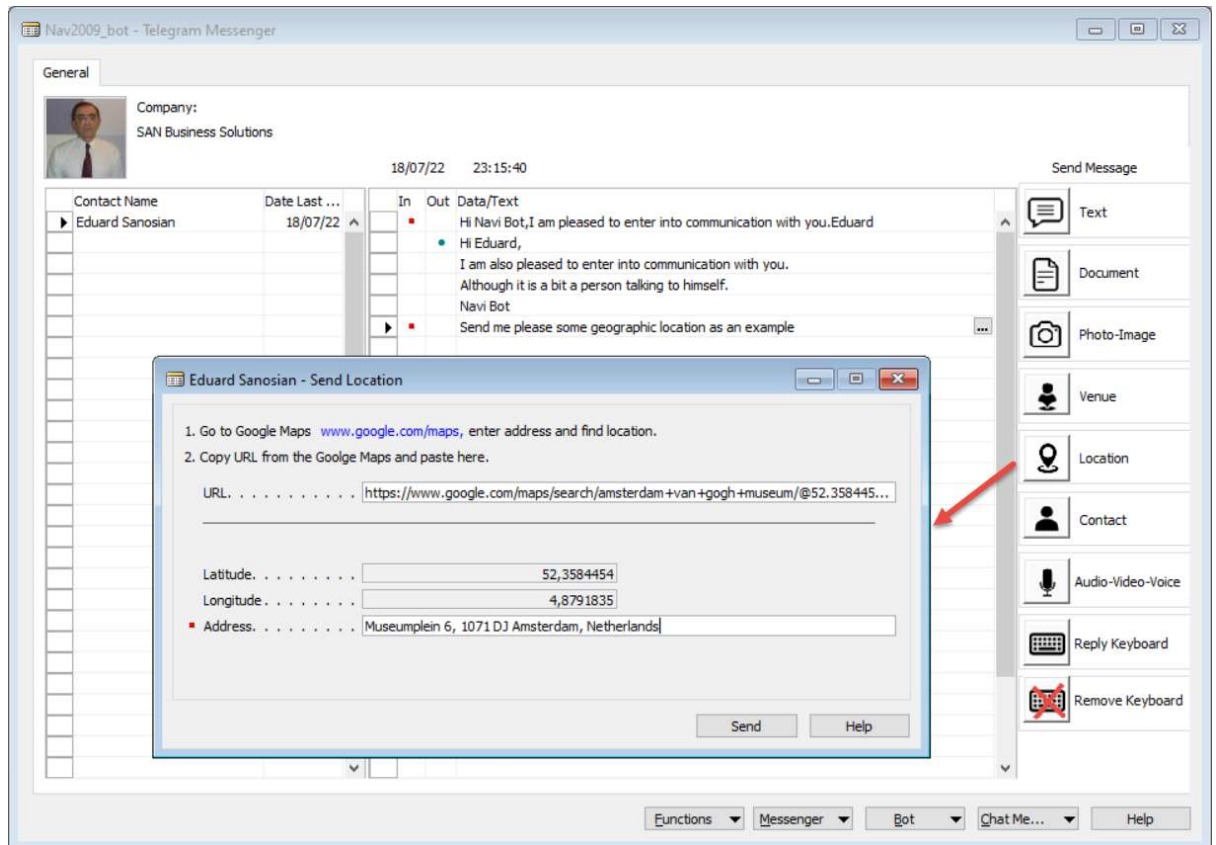 Nav2009_bot - Telegram Messenger
General
Company:
SAN Business Solutions
18/07/22 23:15:40
Send Message
Contact Name Date Last ...
In Out Data/Text
Eduard Sanosian 18/07/22
Hi Navi Bot,I am pleased to enter into communication with you.Eduard
Hi Eduard,
I am also pleased to enter into communication with you.
Although it is a bit a person talking to himself.
Navi Bot
Send me please some geographic location as an example
...
Text
Document
Photo-Image
Venue
Location
Contact
Audio-Video-Voice
Reply Keyboard
Remove Keyboard
Eduard Sanosian - Send Location
1. Go to Google Maps www.google.com/maps, enter address and find location.
2. Copy URL from the Goolge Maps and paste here.
URL. . . . . . . . . . . https://www.google.com/maps/search/amsterdam+van+gogh+museum/@52.358445...
Latitude. . . . . . . . . 52,3584454
Longitude . . . . . . . . 4,8791835
Address. . . . . . . . . Museumplein 6, 1071 DJ Amsterdam, Netherlands
Send Help
Functions Messenger Bot Chat Me... Help